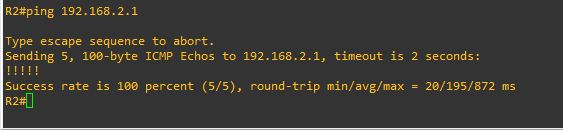 R2#ping 192.168.2.1
Type escape sequence to abort.
Sending 5, 100-byte ICMP Echos to 192.168.2.1, timeout is 2 seconds:
!!!!!
Success rate is 100 percent (5/5), round-trip min/avg/max = 20/195/872 ms
R2#